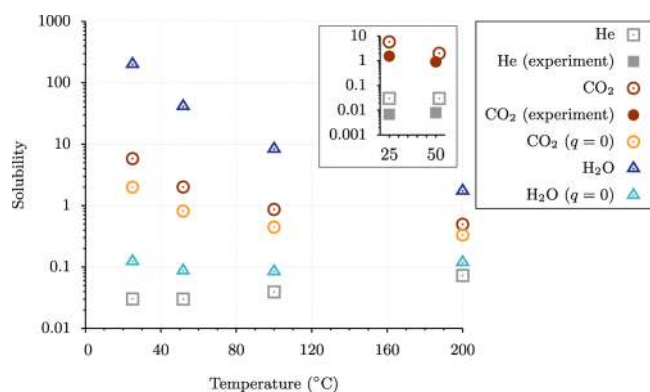 1000
100
10
1
0.1
0.01
Solubility
0
40
80
120
160
200
Temperature (°C)
10
1
0.1
0.01
0.001
25
50
He
He (experiment)
CO₂
CO₂ (experiment)
CO₂ (q = 0)
H₂O
H₂O (q = 0)